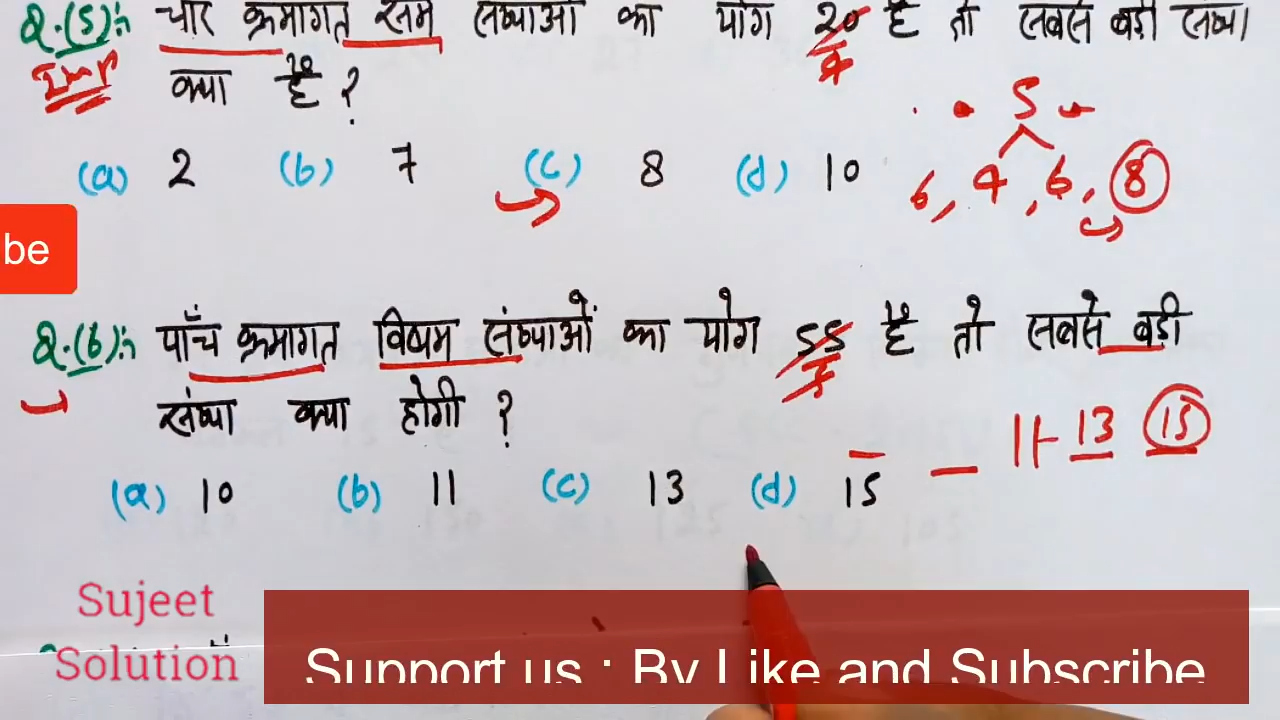 Q.(5):- चार क्रमागत सम संख्याओं का योग 20 है तो सबसे बड़ी संख्या
Imp क्या है ?
4
5
(a) 2 (b) 7 (c) 8 (d) 10
6, 4, 6, 8
be
Q.(6):- पाँच क्रमागत विषम संख्याओं का योग 55 है तो सबसे बड़ी
संख्या क्या होगी ?
11 - 13 15
(a) 10 (b) 11 (c) 13 (d) 15
Sujeet
Solution
Support us : By Like and Subscribe